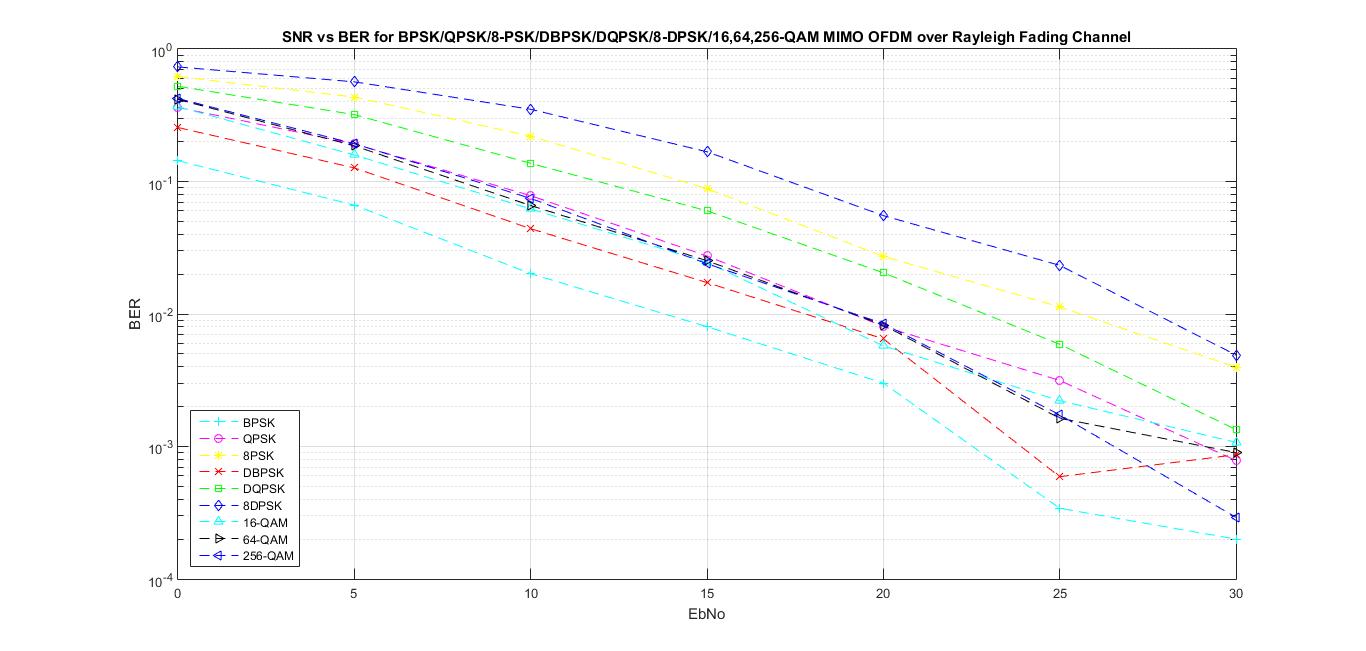 SNR vs BER for BPSK/QPSK/8-PSK/DBPSK/DQPSK/8-DPSK/16,64,256-QAM MIMO OFDM over Rayleigh Fading Channel
10^0
10^-1
10^-2
10^-3
10^-4
BER
BPSK
QPSK
8PSK
DBPSK
DQPSK
8DPSK
16-QAM
64-QAM
256-QAM
0 5 10 15 20 25 30
EbNo